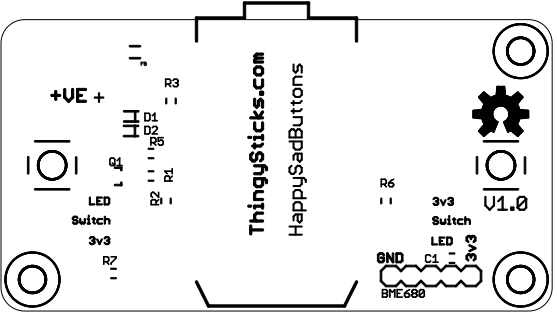 R3
+VE +
D1
D2
R5
Q1
R1
R2
LED
Switch
3v3
R7
ThingySticks.com
HappySadButtons
R6
V1.0
3v3
Switch
LED
3v3
GND
C1
BME680